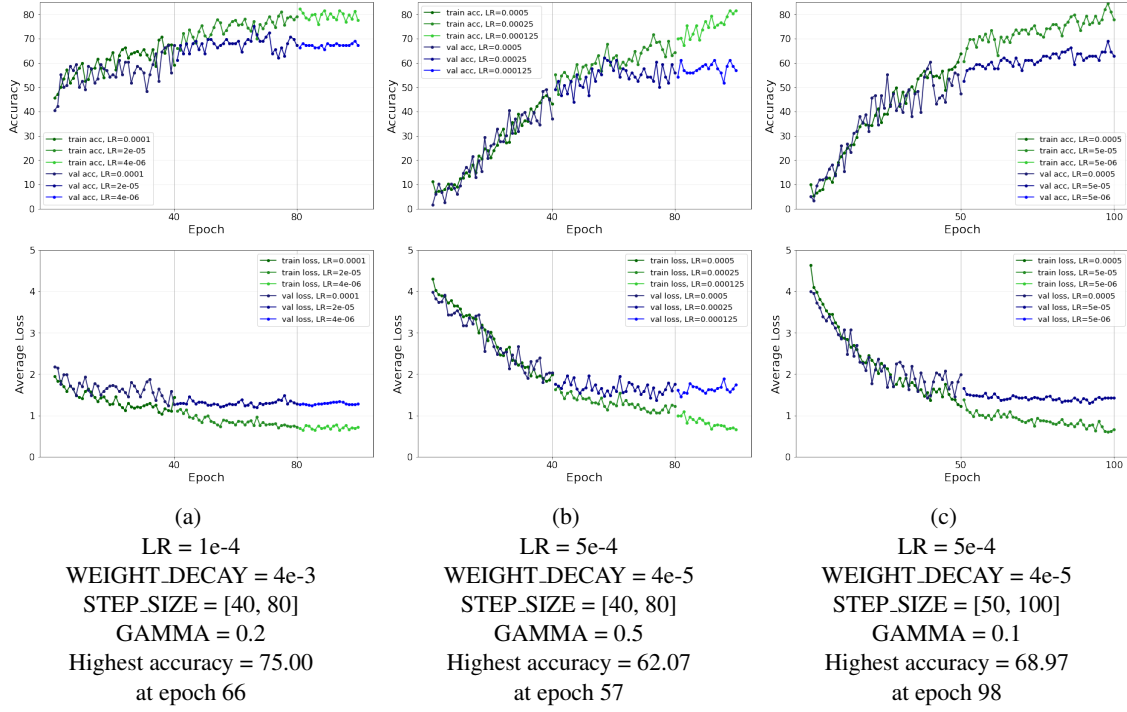 80
70
60
50
40
30
20
10
0
Accuracy
train acc, LR=0.0001
train acc, LR=2e-05
train acc, LR=4e-06
val acc, LR=0.0001
val acc, LR=2e-05
val acc, LR=4e-06
40
80
Epoch
80
70
60
50
40
30
20
10
0
Accuracy
train acc, LR=0.0005
train acc, LR=0.00025
train acc, LR=0.000125
val acc, LR=0.0005
val acc, LR=0.00025
val acc, LR=0.000125
40
80
Epoch
80
70
60
50
40
30
20
10
0
Accuracy
train acc, LR=0.0005
train acc, LR=5e-05
train acc, LR=5e-06
val acc, LR=0.0005
val acc, LR=5e-05
val acc, LR=5e-06
50
100
Epoch
5
4
3
2
1
0
Average Loss
train loss, LR=0.0001
train loss, LR=2e-05
train loss, LR=4e-06
val loss, LR=0.0001
val loss, LR=2e-05
val loss, LR=4e-06
40
80
Epoch
5
4
3
2
1
0
Average Loss
train loss, LR=0.0005
train loss, LR=0.00025
train loss, LR=0.000125
val loss, LR=0.0005
val loss, LR=0.00025
val loss, LR=0.000125
40
80
Epoch
5
4
3
2
1
0
Average Loss
train loss, LR=0.0005
train loss, LR=5e-05
train loss, LR=5e-06
val loss, LR=0.0005
val loss, LR=5e-05
val loss, LR=5e-06
50
100
Epoch
(a)
LR = 1e-4
WEIGHT_DECAY = 4e-3
STEP_SIZE = [40, 80]
GAMMA = 0.2
Highest accuracy = 75.00
at epoch 66
(b)
LR = 5e-4
WEIGHT_DECAY = 4e-5
STEP_SIZE = [40, 80]
GAMMA = 0.5
Highest accuracy = 62.07
at epoch 57
(c)
LR = 5e-4
WEIGHT_DECAY = 4e-5
STEP_SIZE = [50, 100]
GAMMA = 0.1
Highest accuracy = 68.97
at epoch 98